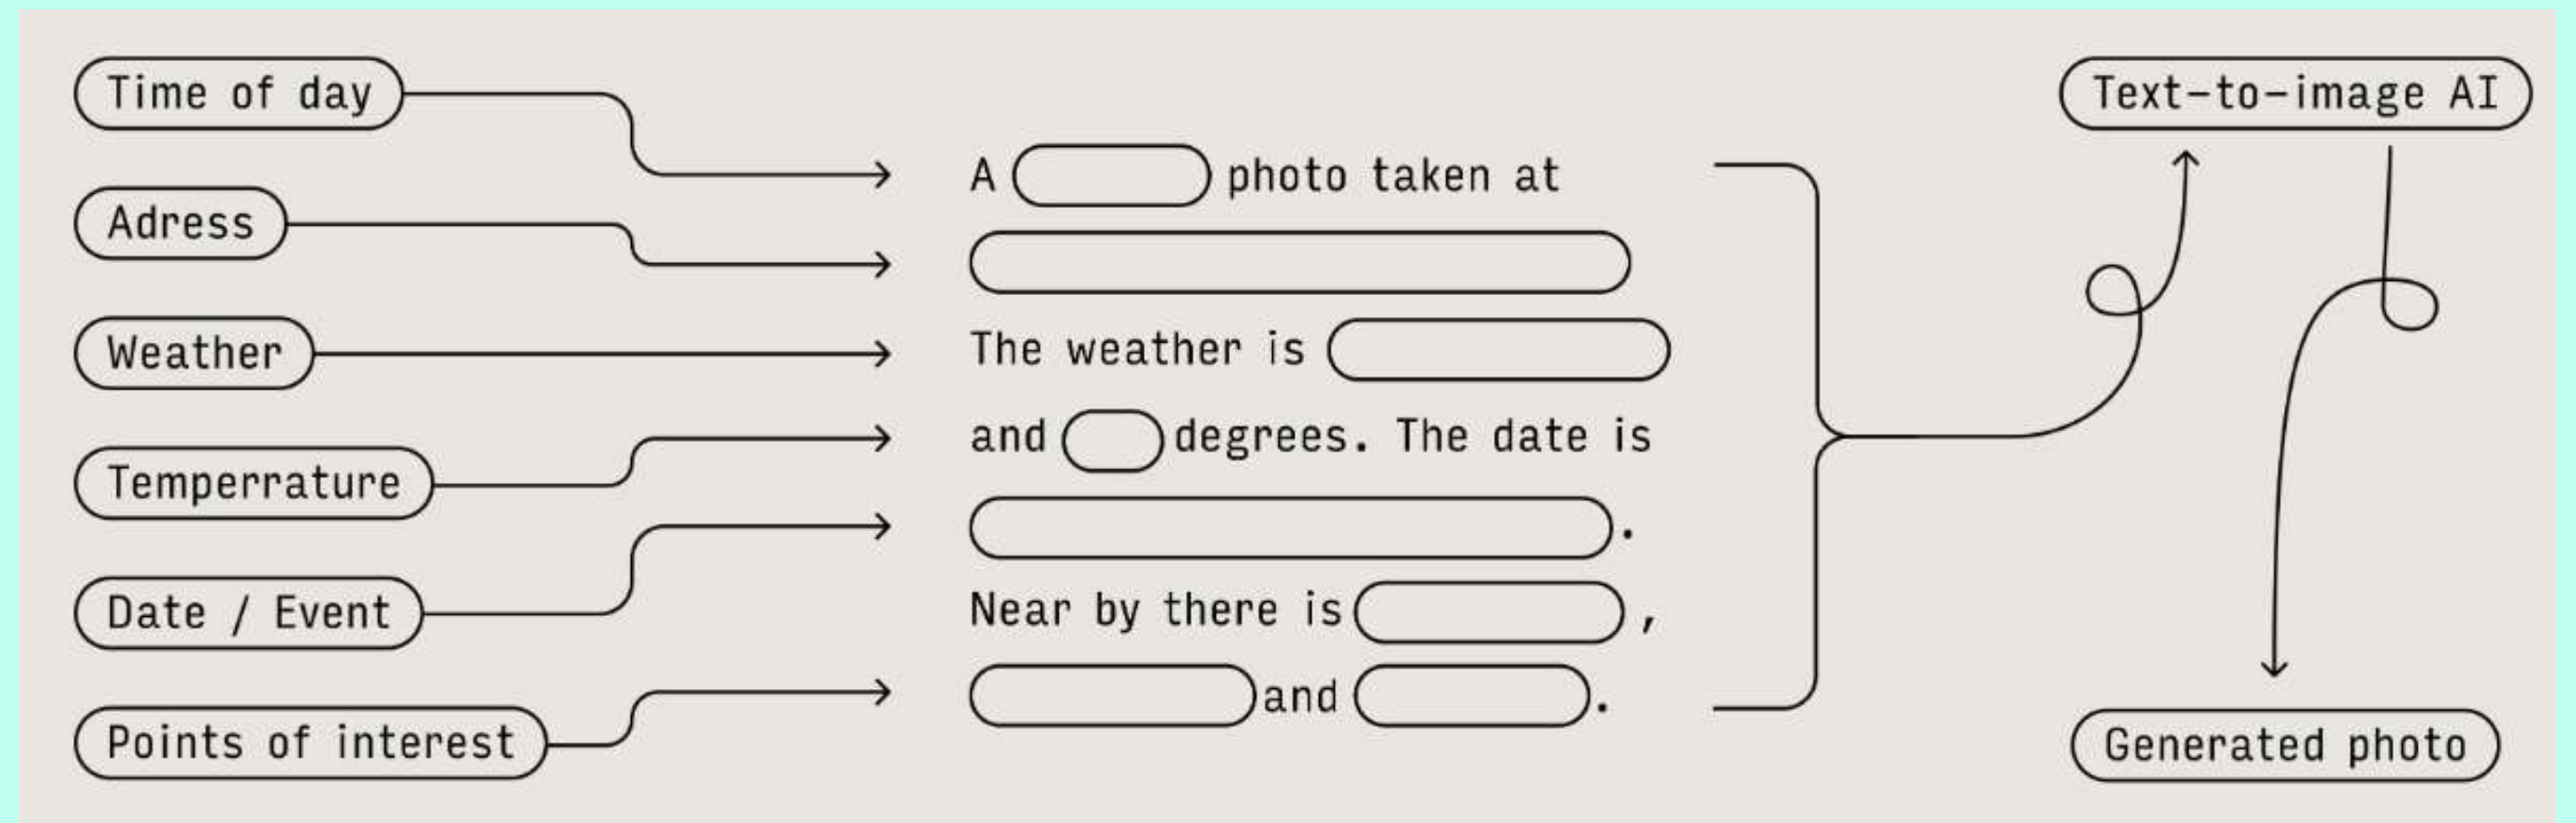 Time of day
Adress
Weather
Temperrature
Date / Event
Points of interest
A photo taken at
The weather is
and degrees. The date is
.
Near by there is ,
and .
Text-to-image AI
Generated photo